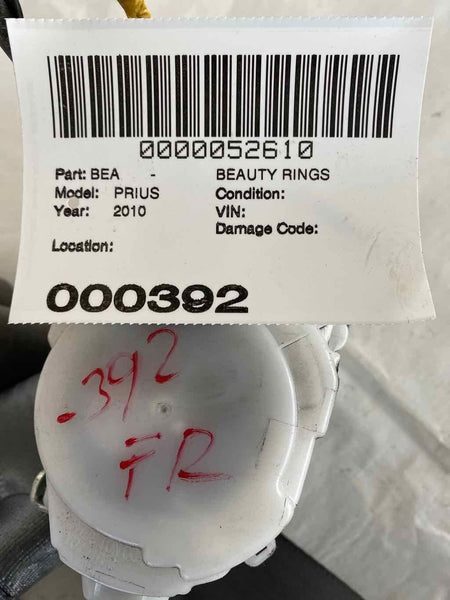 0000052610
Part: BEA - BEAUTY RINGS
Model: PRIUS Condition:
Year: 2010 VIN:
Damage Code:
Location:
000392
.392
FR